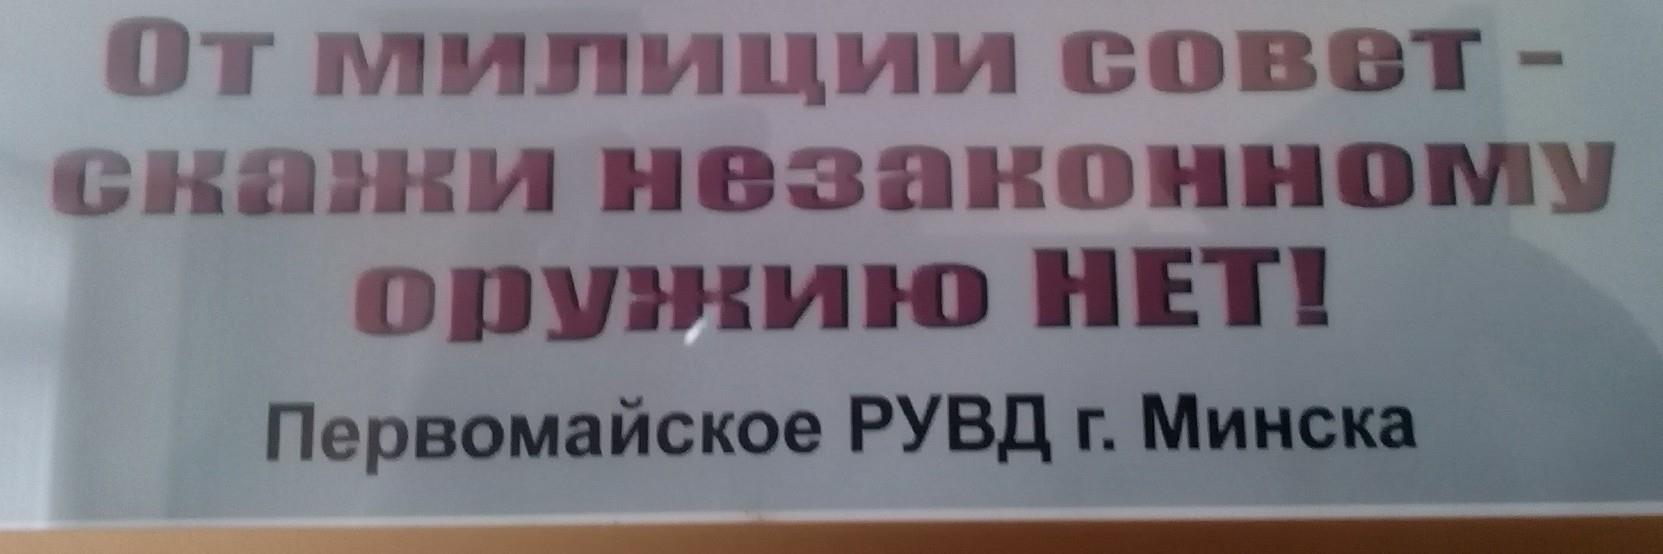 От милиции совет -
скажи незаконному
оружию НЕТ!
Первомайское РУВД г. Минска